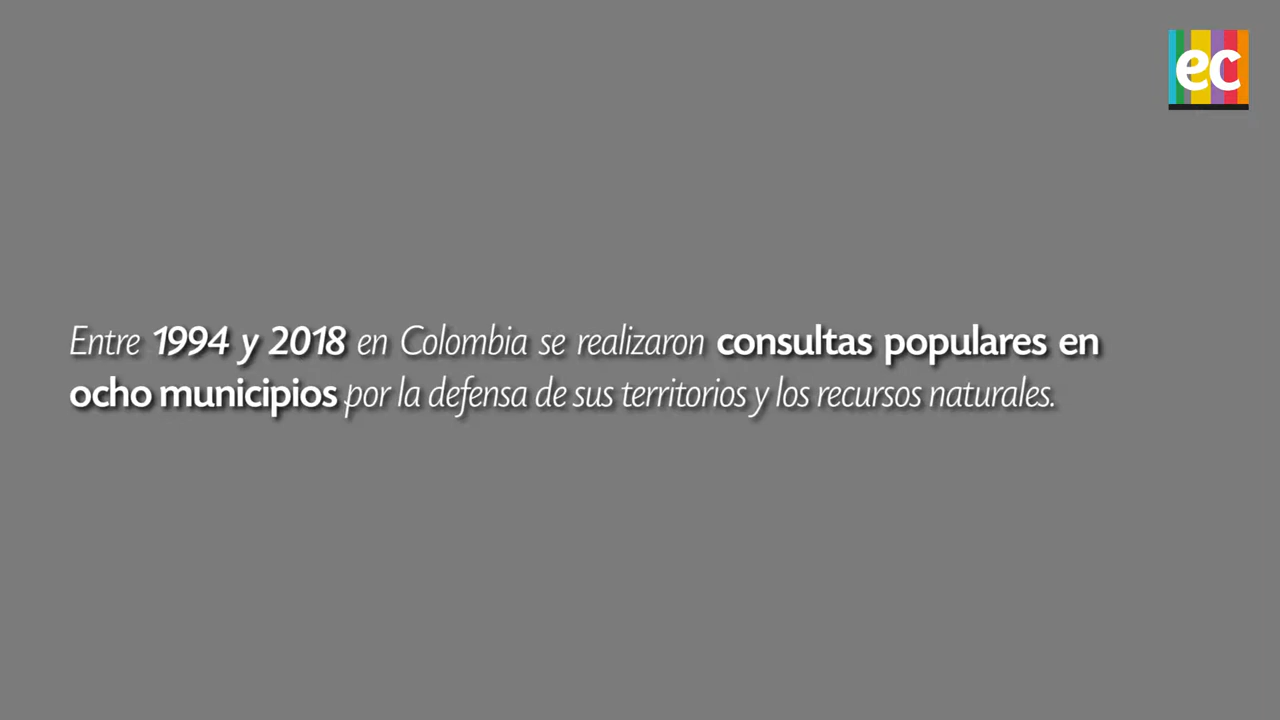 ec
Entre 1994 y 2018 en Colombia se realizaron consultas populares en
ocho municipios por la defensa de sus territorios y los recursos naturales.